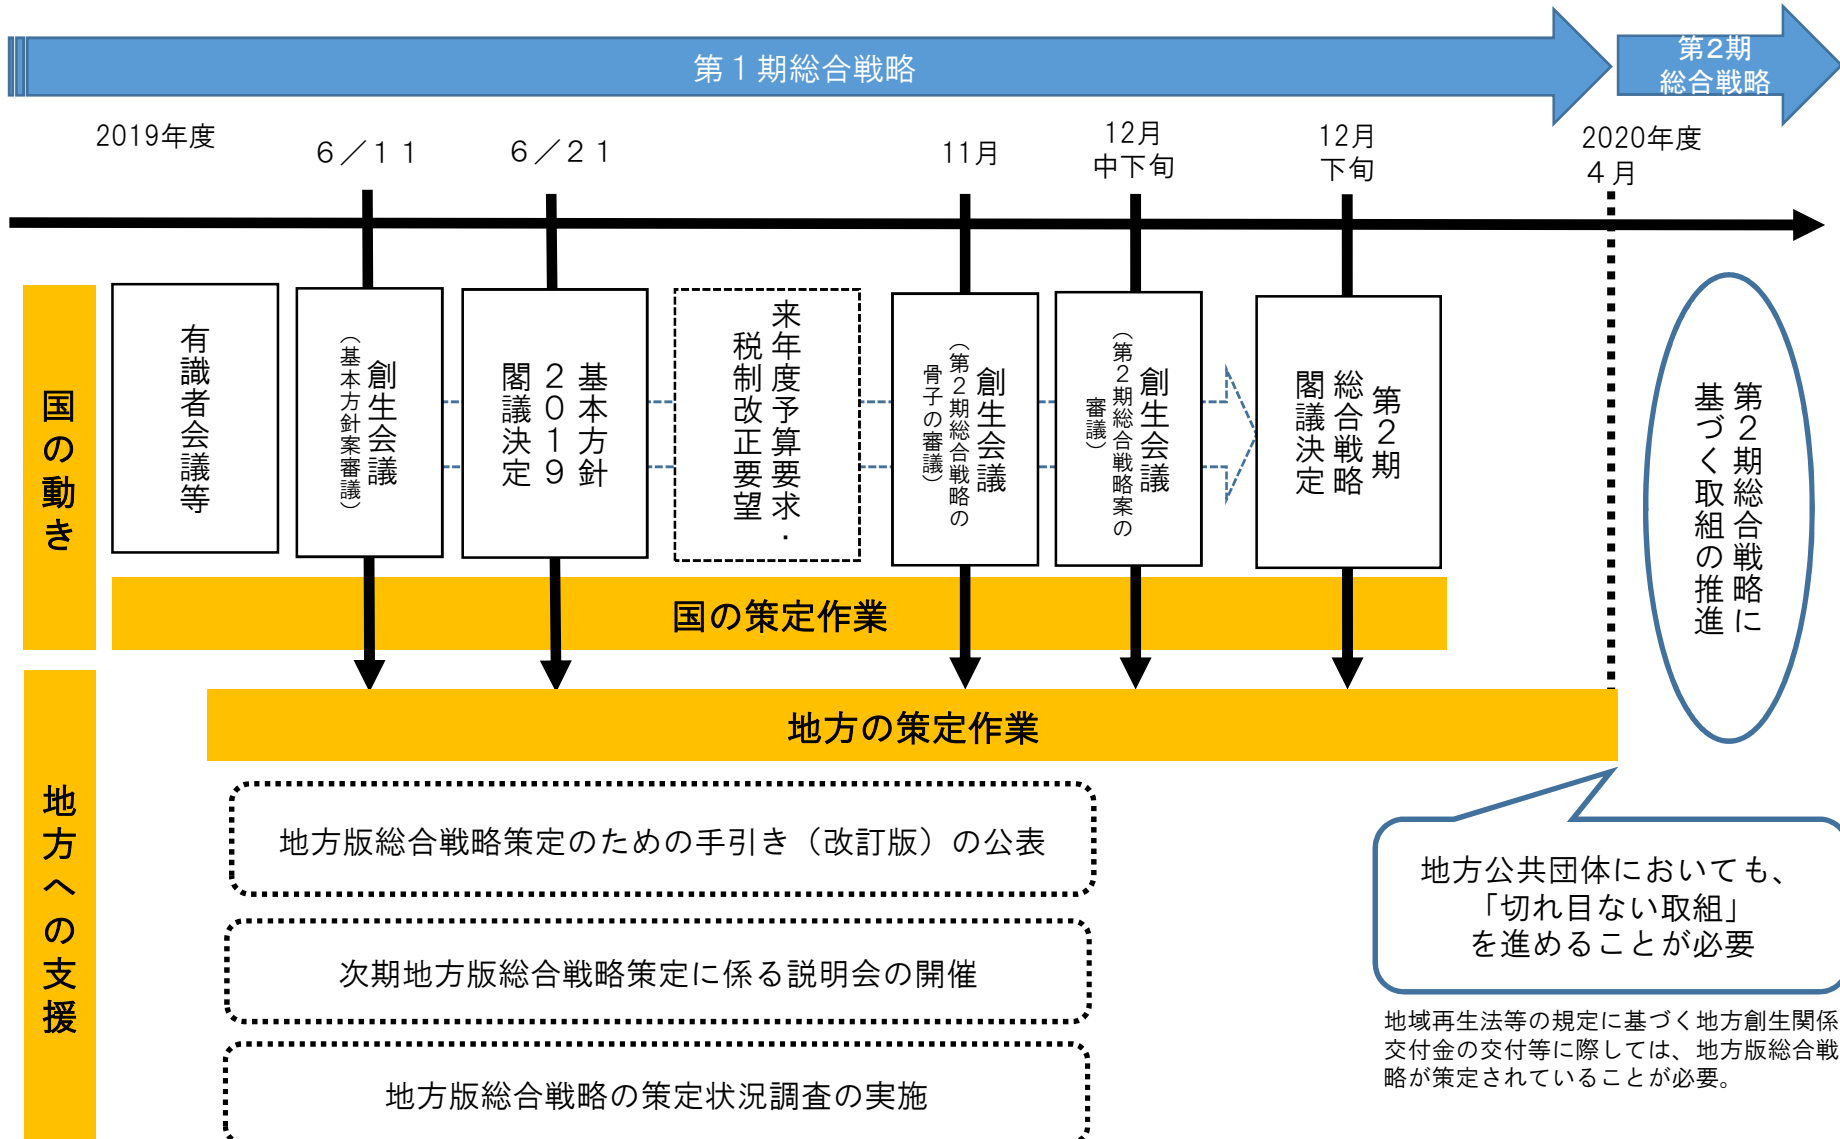 第１期総合戦略
第2期
総合戦略
2019年度
６／１１
６／２１
11月
12月
中下旬
12月
下旬
2020年度
４月
国の動き
有識者会議等
創生会議
（基本方針案審議）
基本方針
２０１９
閣議決定
来年度予算要求・
税制改正要望
創生会議
（第２期総合戦略の
骨子の審議）
創生会議
（第２期総合戦略案の
審議）
第２期
総合戦略
閣議決定
第２期総合戦略に
基づく取組の推進
国の策定作業
地方の策定作業
地方への支援
地方版総合戦略策定のための手引き（改訂版）の公表
次期地方版総合戦略策定に係る説明会の開催
地方版総合戦略の策定状況調査の実施
地方公共団体においても、
「切れ目ない取組」
を進めることが必要
地域再生法等の規定に基づく地方創生関係
交付金の交付等に際しては、地方版総合戦
略が策定されていることが必要。